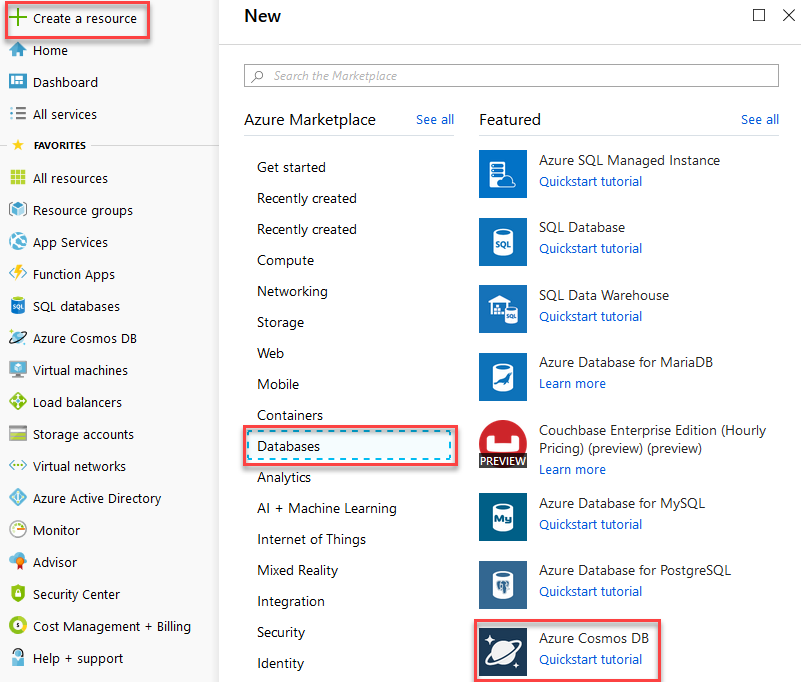 Create a resource
Home
Dashboard
All services
FAVORITES
All resources
Resource groups
App Services
Function Apps
SQL
SQL databases
Azure Cosmos DB
Virtual machines
Load balancers
Storage accounts
Virtual networks
Azure Active Directory
Monitor
Advisor
Security Center
$
Cost Management + Billing
Help + support
New
Search the Marketplace
Azure Marketplace
See all
Get started
Recently created
Recently created
Compute
Networking
Storage
Web
Mobile
Containers
Databases
Analytics
AI + Machine Learning
Internet of Things
Mixed Reality
Integration
Security
Identity
Featured
See all
SQL
Azure SQL Managed Instance
Quickstart tutorial
SQL
SQL Database
Quickstart tutorial
SQL
SQL Data Warehouse
Quickstart tutorial
Azure Database for MariaDB
Learn more
PREVIEW
Couchbase Enterprise Edition (Hourly
Pricing) (preview) (preview)
Learn more
My
Azure Database for MySQL
Quickstart tutorial
Azure Database for PostgreSQL
Quickstart tutorial
Azure Cosmos DB
Quickstart tutorial